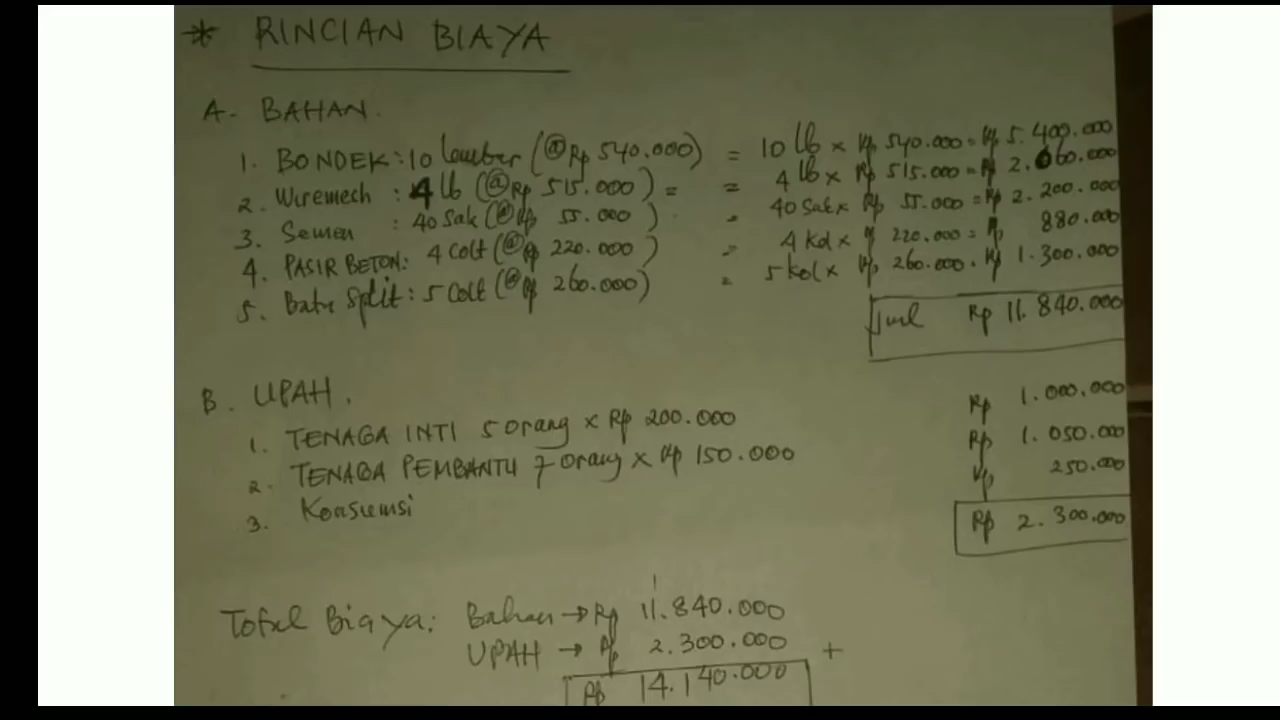 * RINCIAN BIAYA
A. BAHAN.
1. BONDEK : 10 lembar (@Rp 540.000) = 10 lb x Rp 540.000 = Rp 5.400.000
2. Wiremech : 4 lb (@Rp 515.000) = = 4 lb x Rp 515.000 = Rp 2.060.000
3. Semen : 40 Sak (@Rp 55.000) = 40 Sak x Rp 55.000 = Rp 2.200.000
4. PASIR BETON : 4 Colt (@Rp 220.000) = 4 Kol x Rp 220.000 = Rp 880.000
5. Batu Split : 5 Colt (@Rp 260.000) = 5 kol x Rp 260.000 = Rp 1.300.000
Juml Rp 11.840.000
B. UPAH.
1. TENAGA INTI 5 orang x Rp 200.000 Rp 1.000.000
2. TENAGA PEMBANTU 7 orang x Rp 150.000 Rp 1.050.000
3. Konsumsi Rp 250.000
Rp 2.300.000
Total Biaya : Bahan → Rp 11.840.000
UPAH → Rp 2.300.000 +
Rp 14.140.000